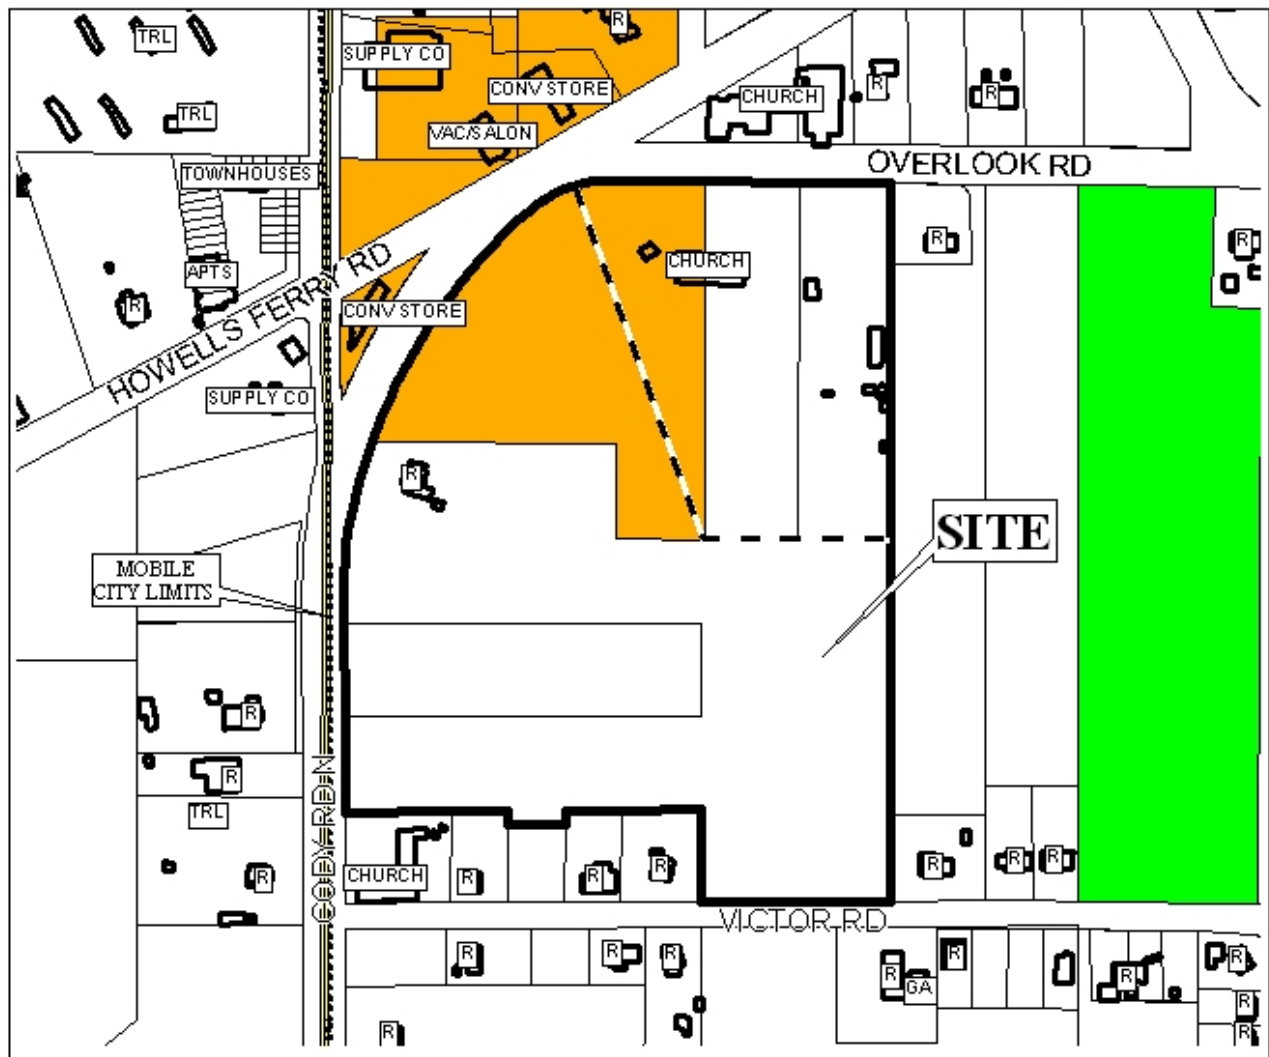 R
TRL
SUPPLY CO
CONV STORE
CHURCH
R
R
TRL
VAC/SALON
OVERLOOK RD
TOWNHOUSES
R
R
CHURCH
APTS
R
HOWELLS FERRY RD
CONV STORE
SUPPLY CO
R
SITE
MOBILE
CITY LIMITS
R
R
TRL
CODY RD N
CHURCH
R
R
R
R
R
R
R
VICTOR RD
R
R
R
R
R
GA
R
R
R
R
R